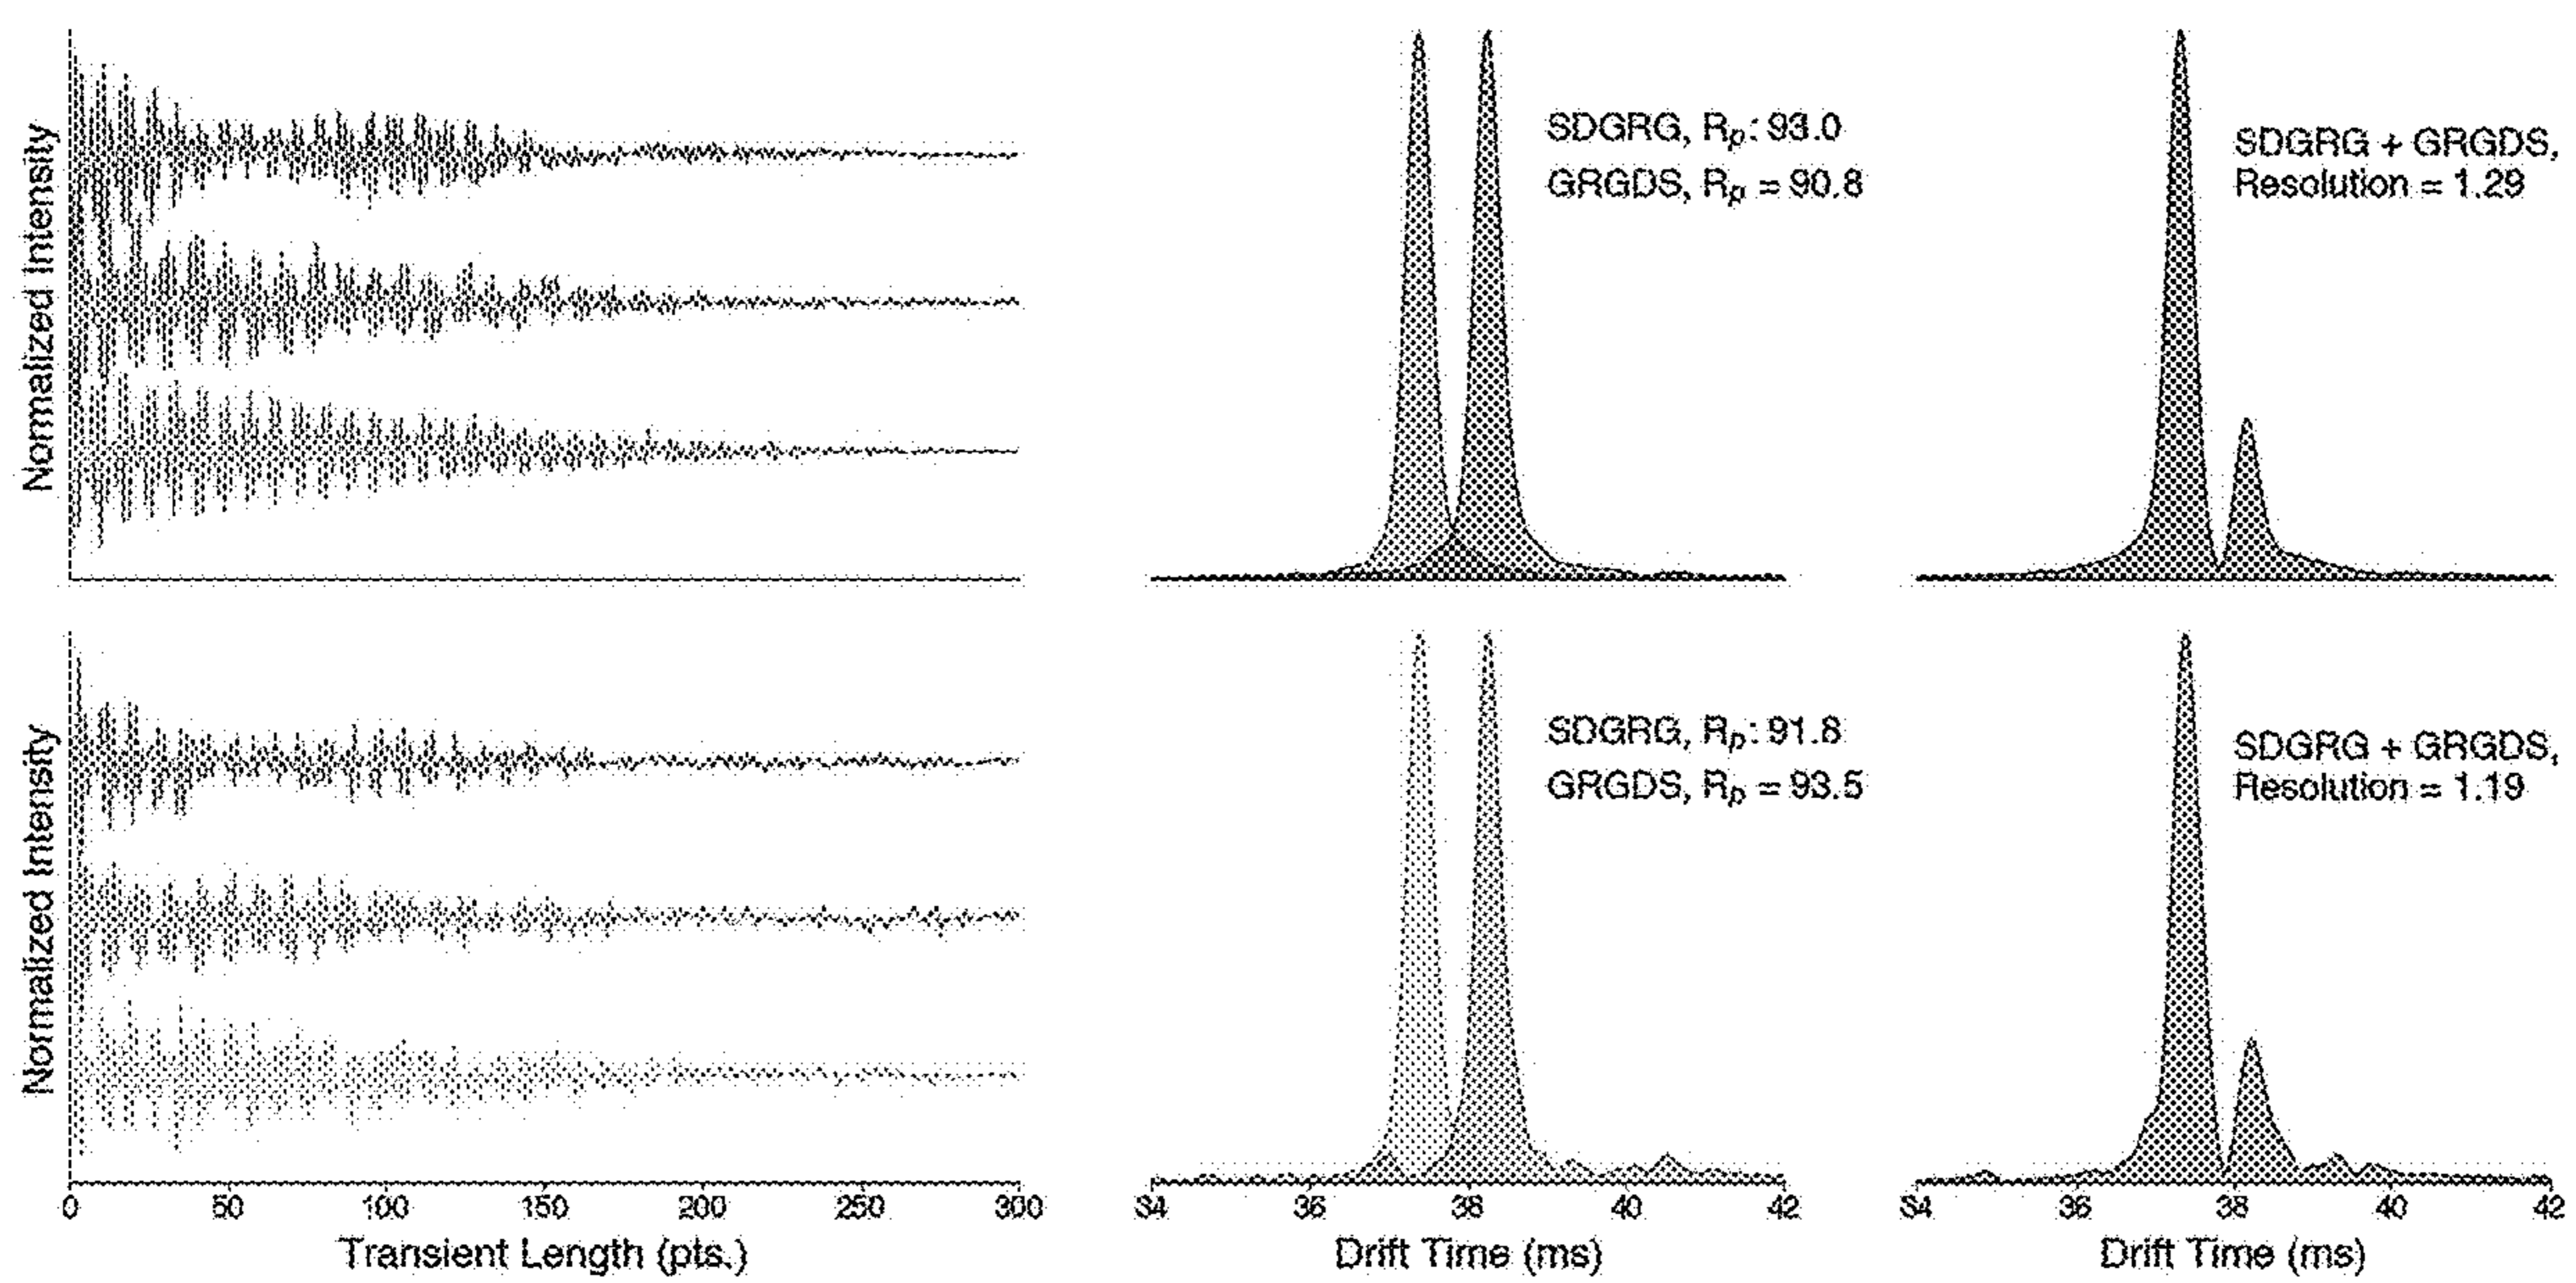 Normalized Intensity
SDGRG, Rp: 93.0
GRGDS, Rp = 90.8
SDGRG + GRGDS,
Resolution = 1.29
Normalized Intensity
SDGRG, Rp: 91.8
GRGDS, Rp = 93.5
SDGRG + GRGDS,
Resolution = 1.19
0 50 100 150 200 250 300
Transient Length (pts.)
34 36 38 40 42
Drift Time (ms)
34 36 38 40 42
Drift Time (ms)